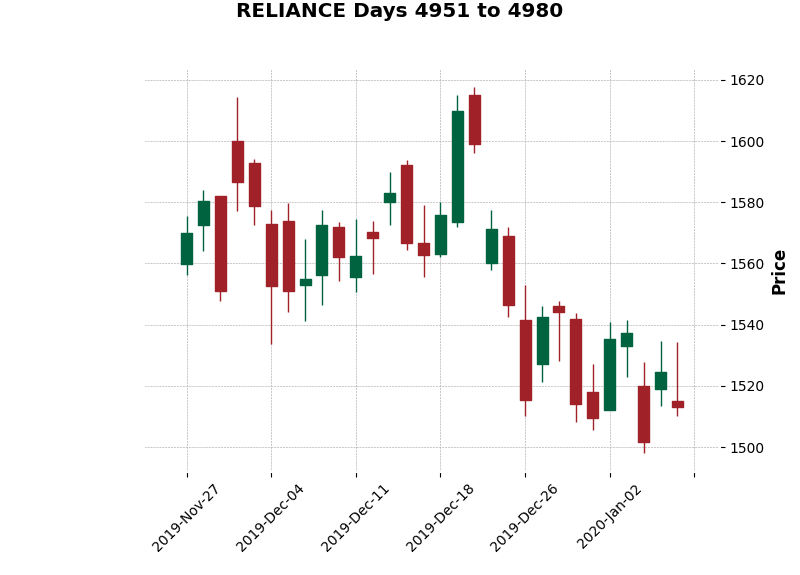 RELIANCE Days 4951 to 4980
1620
1600
1580
1560
1540
1520
1500
Price
2019-Nov-27
2019-Dec-04
2019-Dec-11
2019-Dec-18
2019-Dec-26
2020-Jan-02